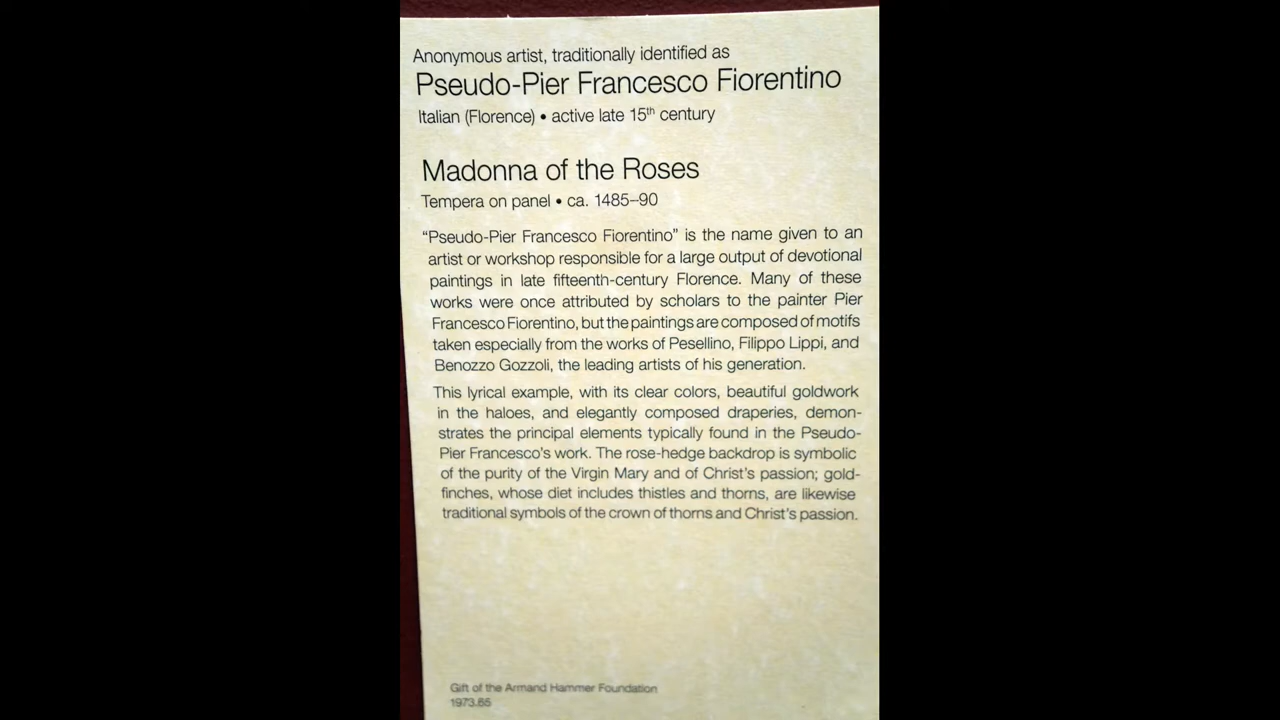 Anonymous artist, traditionally identified as
Pseudo-Pier Francesco Fiorentino
Italian (Florence) • active late 15th century
Madonna of the Roses
Tempera on panel • ca. 1485–90
“Pseudo-Pier Francesco Fiorentino” is the name given to an
artist or workshop responsible for a large output of devotional
paintings in late fifteenth-century Florence. Many of these
works were once attributed by scholars to the painter Pier
Francesco Fiorentino, but the paintings are composed of motifs
taken especially from the works of Pesellino, Filippo Lippi, and
Benozzo Gozzoli, the leading artists of his generation.
This lyrical example, with its clear colors, beautiful goldwork
in the haloes, and elegantly composed draperies, demon-
strates the principal elements typically found in the Pseudo-
Pier Francesco’s work. The rose-hedge backdrop is symbolic
of the purity of the Virgin Mary and of Christ’s passion; gold-
finches, whose diet includes thistles and thorns, are likewise
traditional symbols of the crown of thorns and Christ’s passion.
Gift of the Armand Hammer Foundation
1973.65